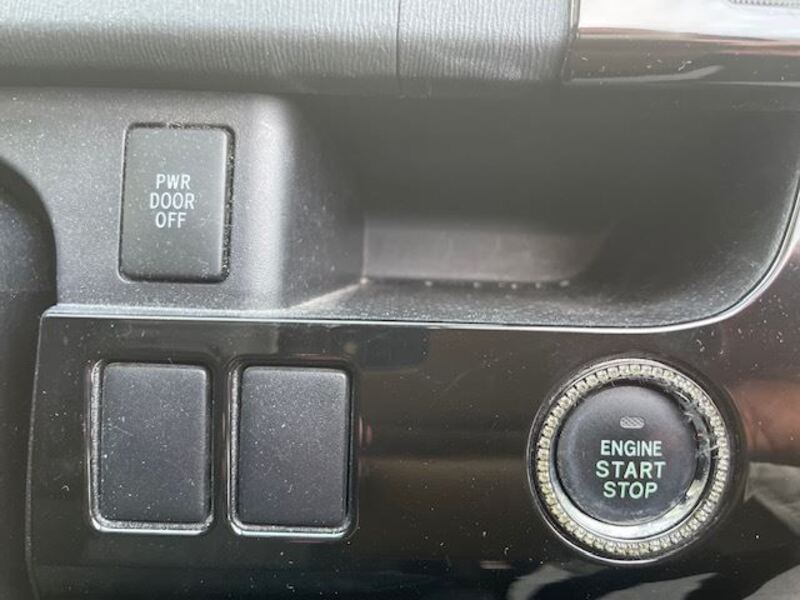 PWR
DOOR
OFF
ENGINE
START
STOP